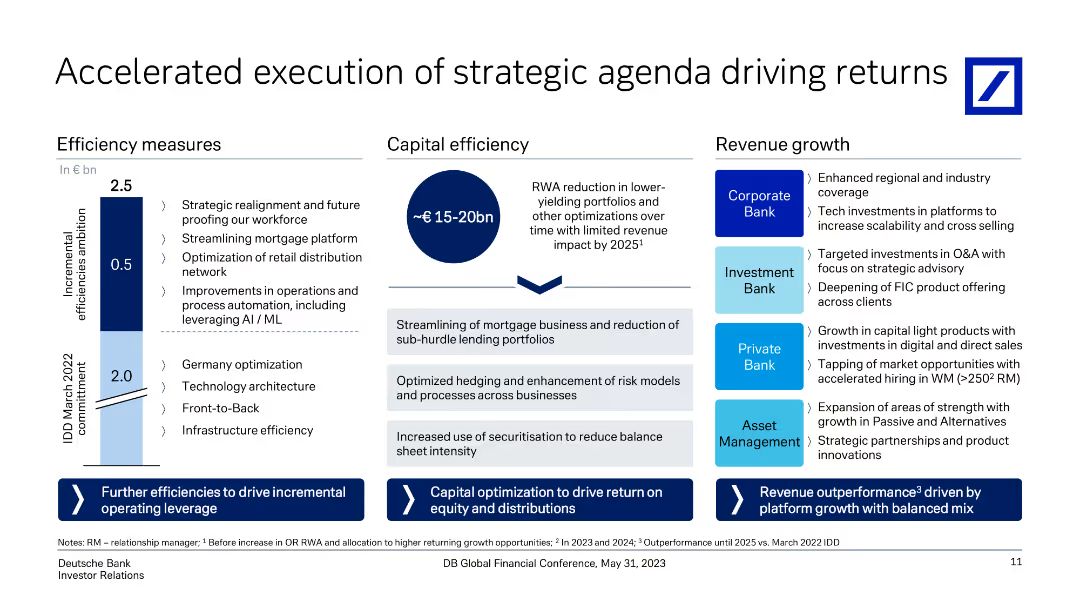 Accelerated execution of strategic agenda driving returns
Efficiency measures
In € bn
2.5
Incremental
efficiencies ambition
0.5
〉 Strategic realignment and future
proofing our workforce
〉 Streamlining mortgage platform
〉 Optimization of retail distribution
network
〉 Improvements in operations and
process automation, including
leveraging AI / ML
IDD March 2022
committment
2.0
〉 Germany optimization
〉 Technology architecture
〉 Front-to-Back
〉 Infrastructure efficiency
Further efficiencies to drive incremental
operating leverage
Capital efficiency
~€ 15-20bn
RWA reduction in lower-
yielding portfolios and
other optimizations over
time with limited revenue
impact by 2025¹
Streamlining of mortgage business and reduction of
sub-hurdle lending portfolios
Optimized hedging and enhancement of risk models
and processes across businesses
Increased use of securitisation to reduce balance
sheet intensity
Capital optimization to drive return on
equity and distributions
Revenue growth
Corporate
Bank
〉 Enhanced regional and industry
coverage
〉 Tech investments in platforms to
increase scalability and cross selling
Investment
Bank
〉 Targeted investments in O&A with
focus on strategic advisory
〉 Deepening of FIC product offering
across clients
Private
Bank
〉 Growth in capital light products with
investments in digital and direct sales
〉 Tapping of market opportunities with
accelerated hiring in WM (>250² RM)
Asset
Management
〉 Expansion of areas of strength with
growth in Passive and Alternatives
〉 Strategic partnerships and product
innovations
Revenue outperformance³ driven by
platform growth with balanced mix
Notes: RM – relationship manager; ¹ Before increase in OR RWA and allocation to higher returning growth opportunities; ² In 2023 and 2024; ³ Outperformance until 2025 vs. March 2022 IDD
Deutsche Bank
Investor Relations
DB Global Financial Conference, May 31, 2023
11